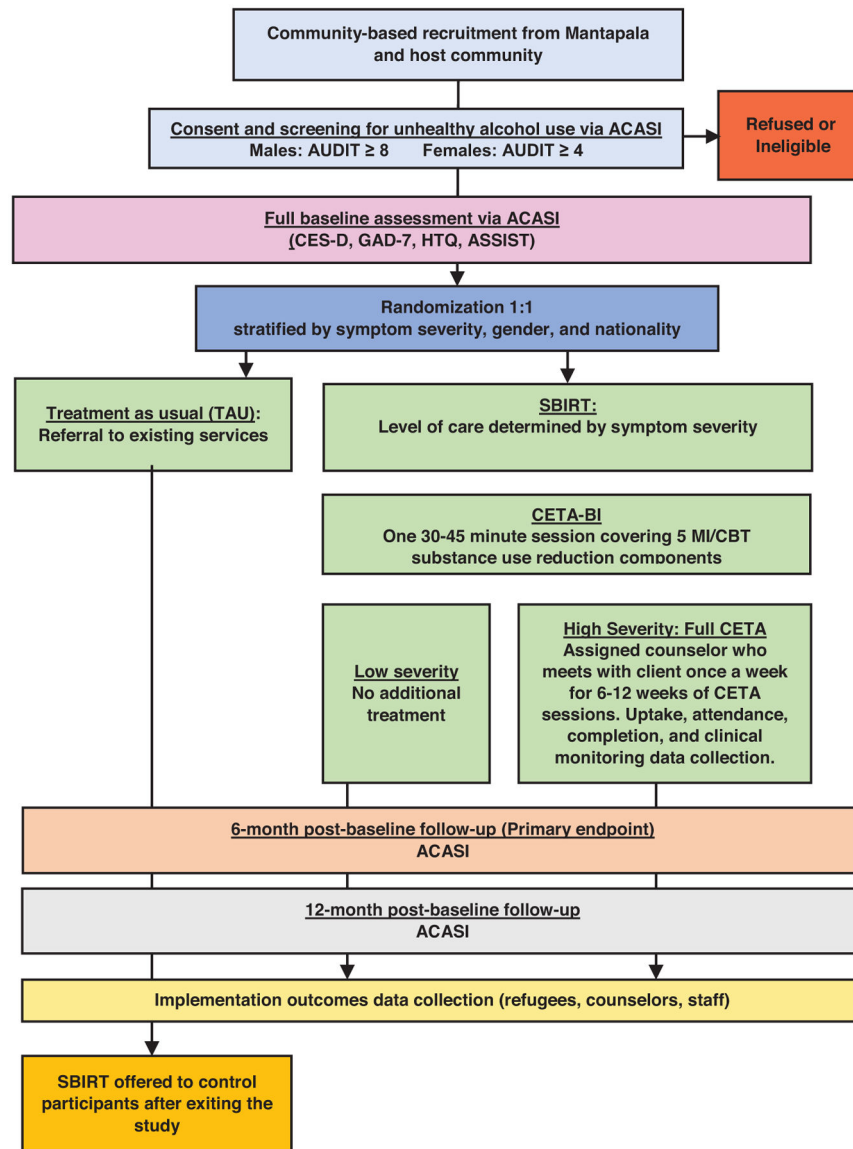 Community-based recruitment from Mantapala
and host community
Consent and screening for unhealthy alcohol use via ACASI
Males: AUDIT ≥ 8 Females: AUDIT ≥ 4
Refused or
Ineligible
Full baseline assessment via ACASI
(CES-D, GAD-7, HTQ, ASSIST)
Randomization 1:1
stratified by symptom severity, gender, and nationality
Treatment as usual (TAU):
Referral to existing services
SBIRT:
Level of care determined by symptom severity
CETA-BI
One 30-45 minute session covering 5 MI/CBT
substance use reduction components
Low severity
No additional
treatment
High Severity: Full CETA
Assigned counselor who
meets with client once a week
for 6-12 weeks of CETA
sessions. Uptake, attendance,
completion, and clinical
monitoring data collection.
6-month post-baseline follow-up (Primary endpoint)
ACASI
12-month post-baseline follow-up
ACASI
Implementation outcomes data collection (refugees, counselors, staff)
SBIRT offered to control
participants after exiting the
study